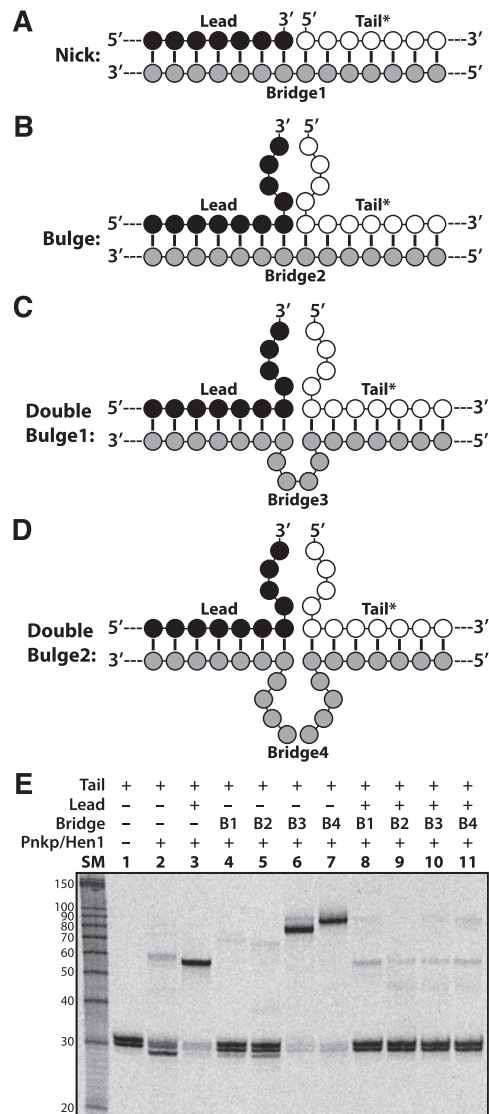 A
Lead 3′ 5′ Tail*
5′ 3′
Nick:
3′ 5′
Bridge1
B
3′ 5′
Lead Tail*
5′ 3′
Bulge:
3′ 5′
Bridge2
C
3′ 5′
Lead Tail*
5′ 3′
Double
Bulge1:
3′ 5′
Bridge3
D
3′ 5′
Lead Tail*
5′ 3′
Double
Bulge2:
3′ 5′
Bridge4
E
Tail + + + + + + + + + + +
Lead – – + – – – – + + + +
Bridge – – – B1 B2 B3 B4 B1 B2 B3 B4
Pnkp/Hen1 – + + + + + + + + + +
SM 1 2 3 4 5 6 7 8 9 10 11
150
100
90
80
70
60
50
40
30
20